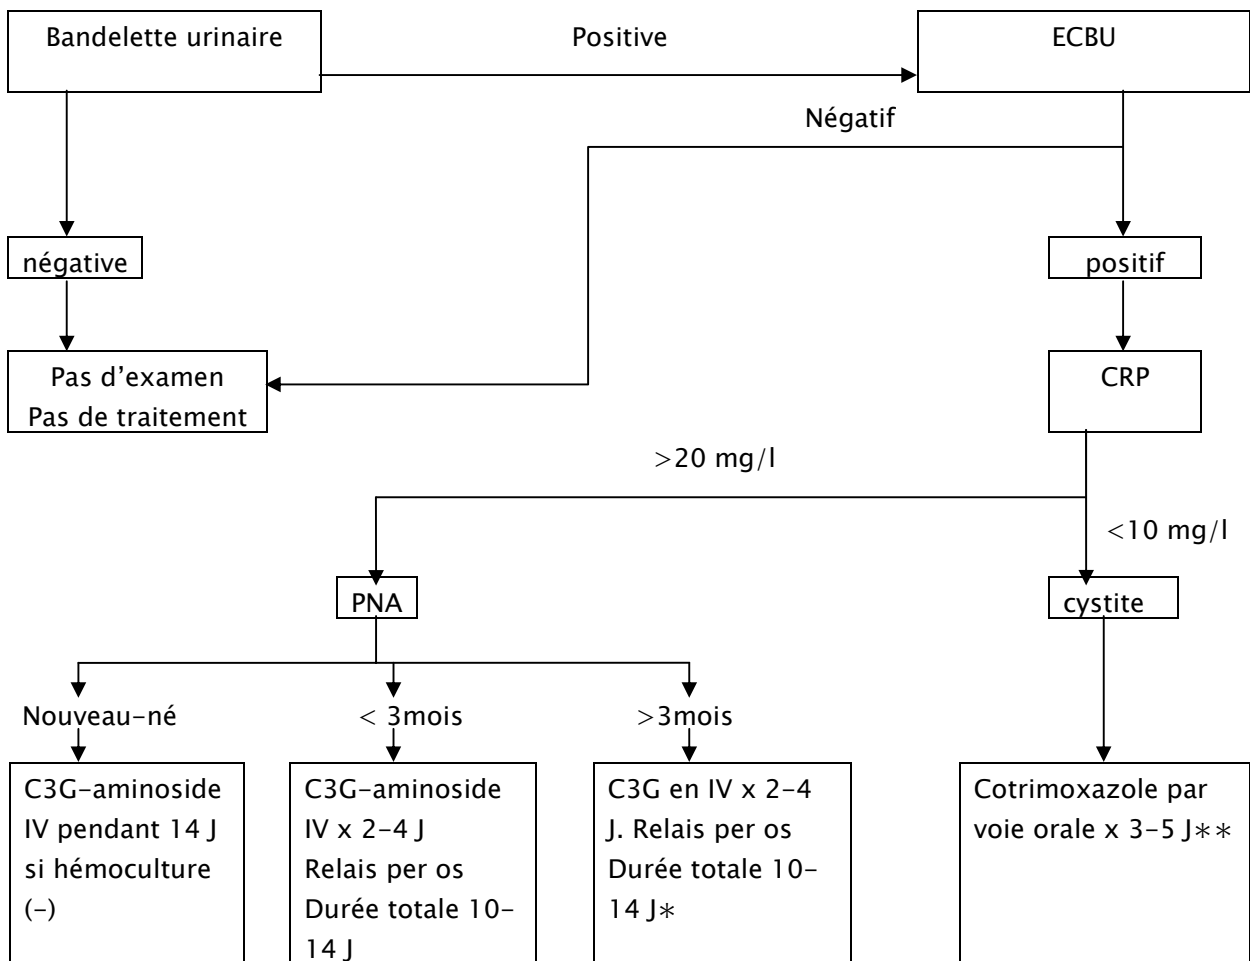 Bandelette urinaire
Positive
ECBU
Négatif
négative
positif
Pas d'examen
Pas de traitement
CRP
>20 mg/l
<10 mg/l
PNA
cystite
Nouveau-né
< 3mois
>3mois
C3G-aminoside
IV pendant 14 J
si hémoculture
(-)
C3G-aminoside
IV x 2-4 J
Relais per os
Durée totale 10-
14 J
C3G en IV x 2-4
J. Relais per os
Durée totale 10-
14 J*
Cotrimoxazole par
voie orale x 3-5 J**